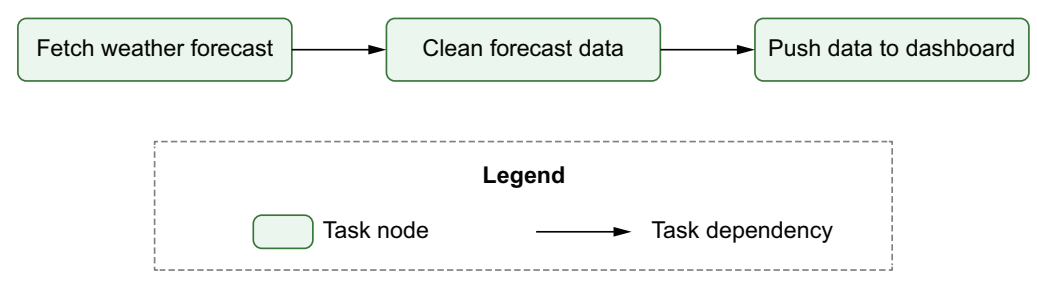 Fetch weather forecast
Clean forecast data
Push data to dashboard
Legend
Task node
Task dependency